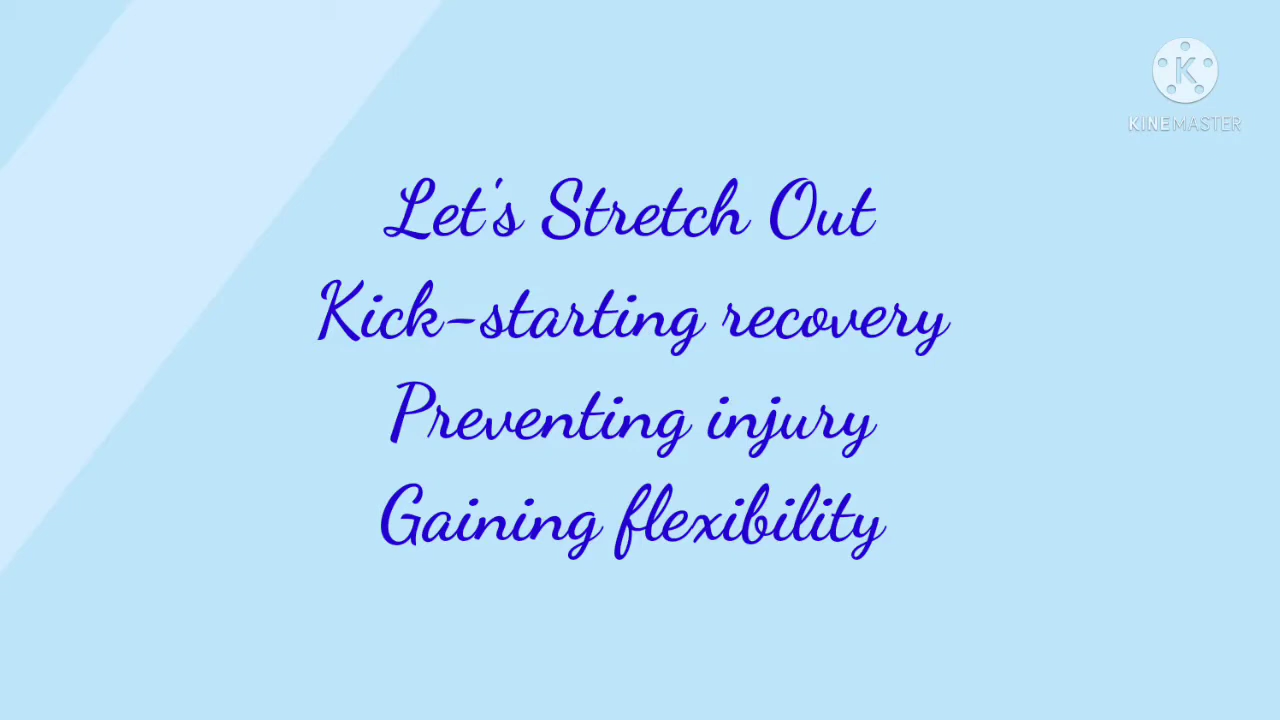 K
KINEMASTER
Let's Stretch Out
Kick-starting recovery
Preventing injury
Gaining flexibility